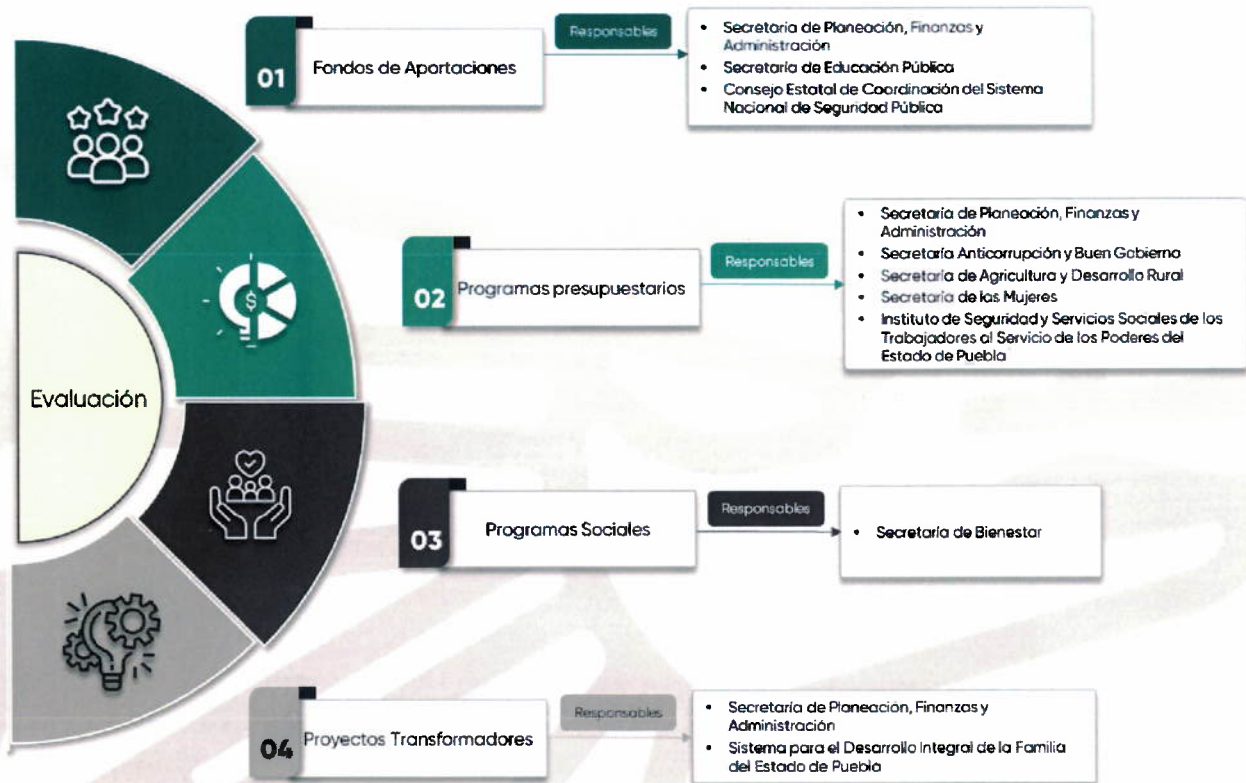 Evaluación
01
Fondos de Aportaciones
Responsables
• Secretaría de Planeación, Finanzas y
Administración
• Secretaría de Educación Pública
• Consejo Estatal de Coordinación del Sistema
Nacional de Seguridad Pública
02
Programas presupuestarios
Responsables
• Secretaría de Planeación, Finanzas y
Administración
• Secretaría Anticorrupción y Buen Gobierno
• Secretaría de Agricultura y Desarrollo Rural
• Secretaría de las Mujeres
• Instituto de Seguridad y Servicios Sociales de los
Trabajadores al Servicio de los Poderes del
Estado de Puebla
03
Programas Sociales
Responsables
• Secretaría de Bienestar
04
Proyectos Transformadores
Responsables
• Secretaría de Planeación, Finanzas y
Administración
• Sistema para el Desarrollo Integral de la Familia
del Estado de Puebla